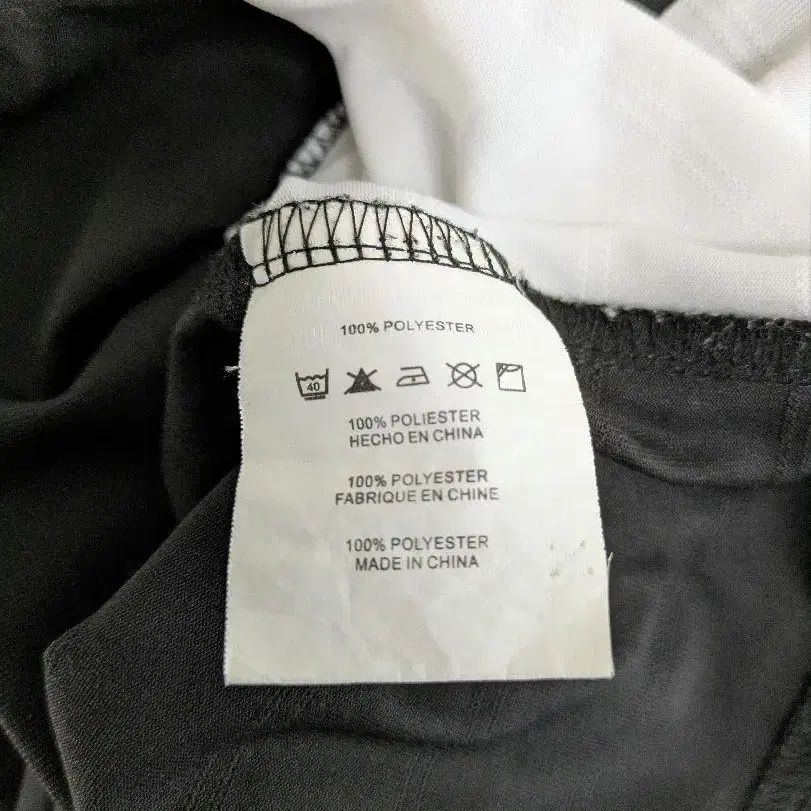 100% POLYESTER
40
100% POLIESTER
HECHO EN CHINA
100% POLYESTER
FABRIQUE EN CHINE
100% POLYESTER
MADE IN CHINA